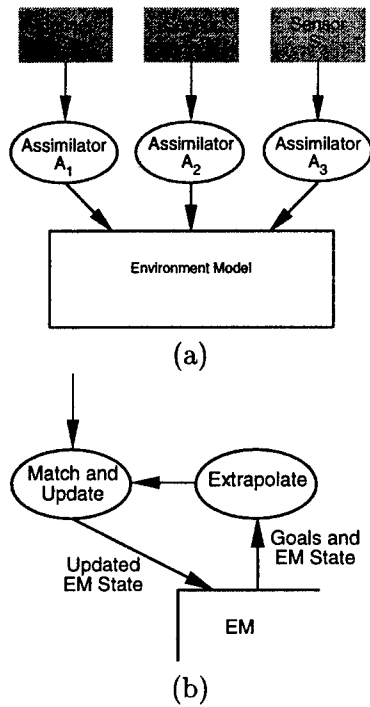 Sensor
Assimilator
A1
Assimilator
A2
Assimilator
A3
Environment Model
(a)
Match and
Update
Extrapolate
Updated
EM State
Goals and
EM State
EM
(b)